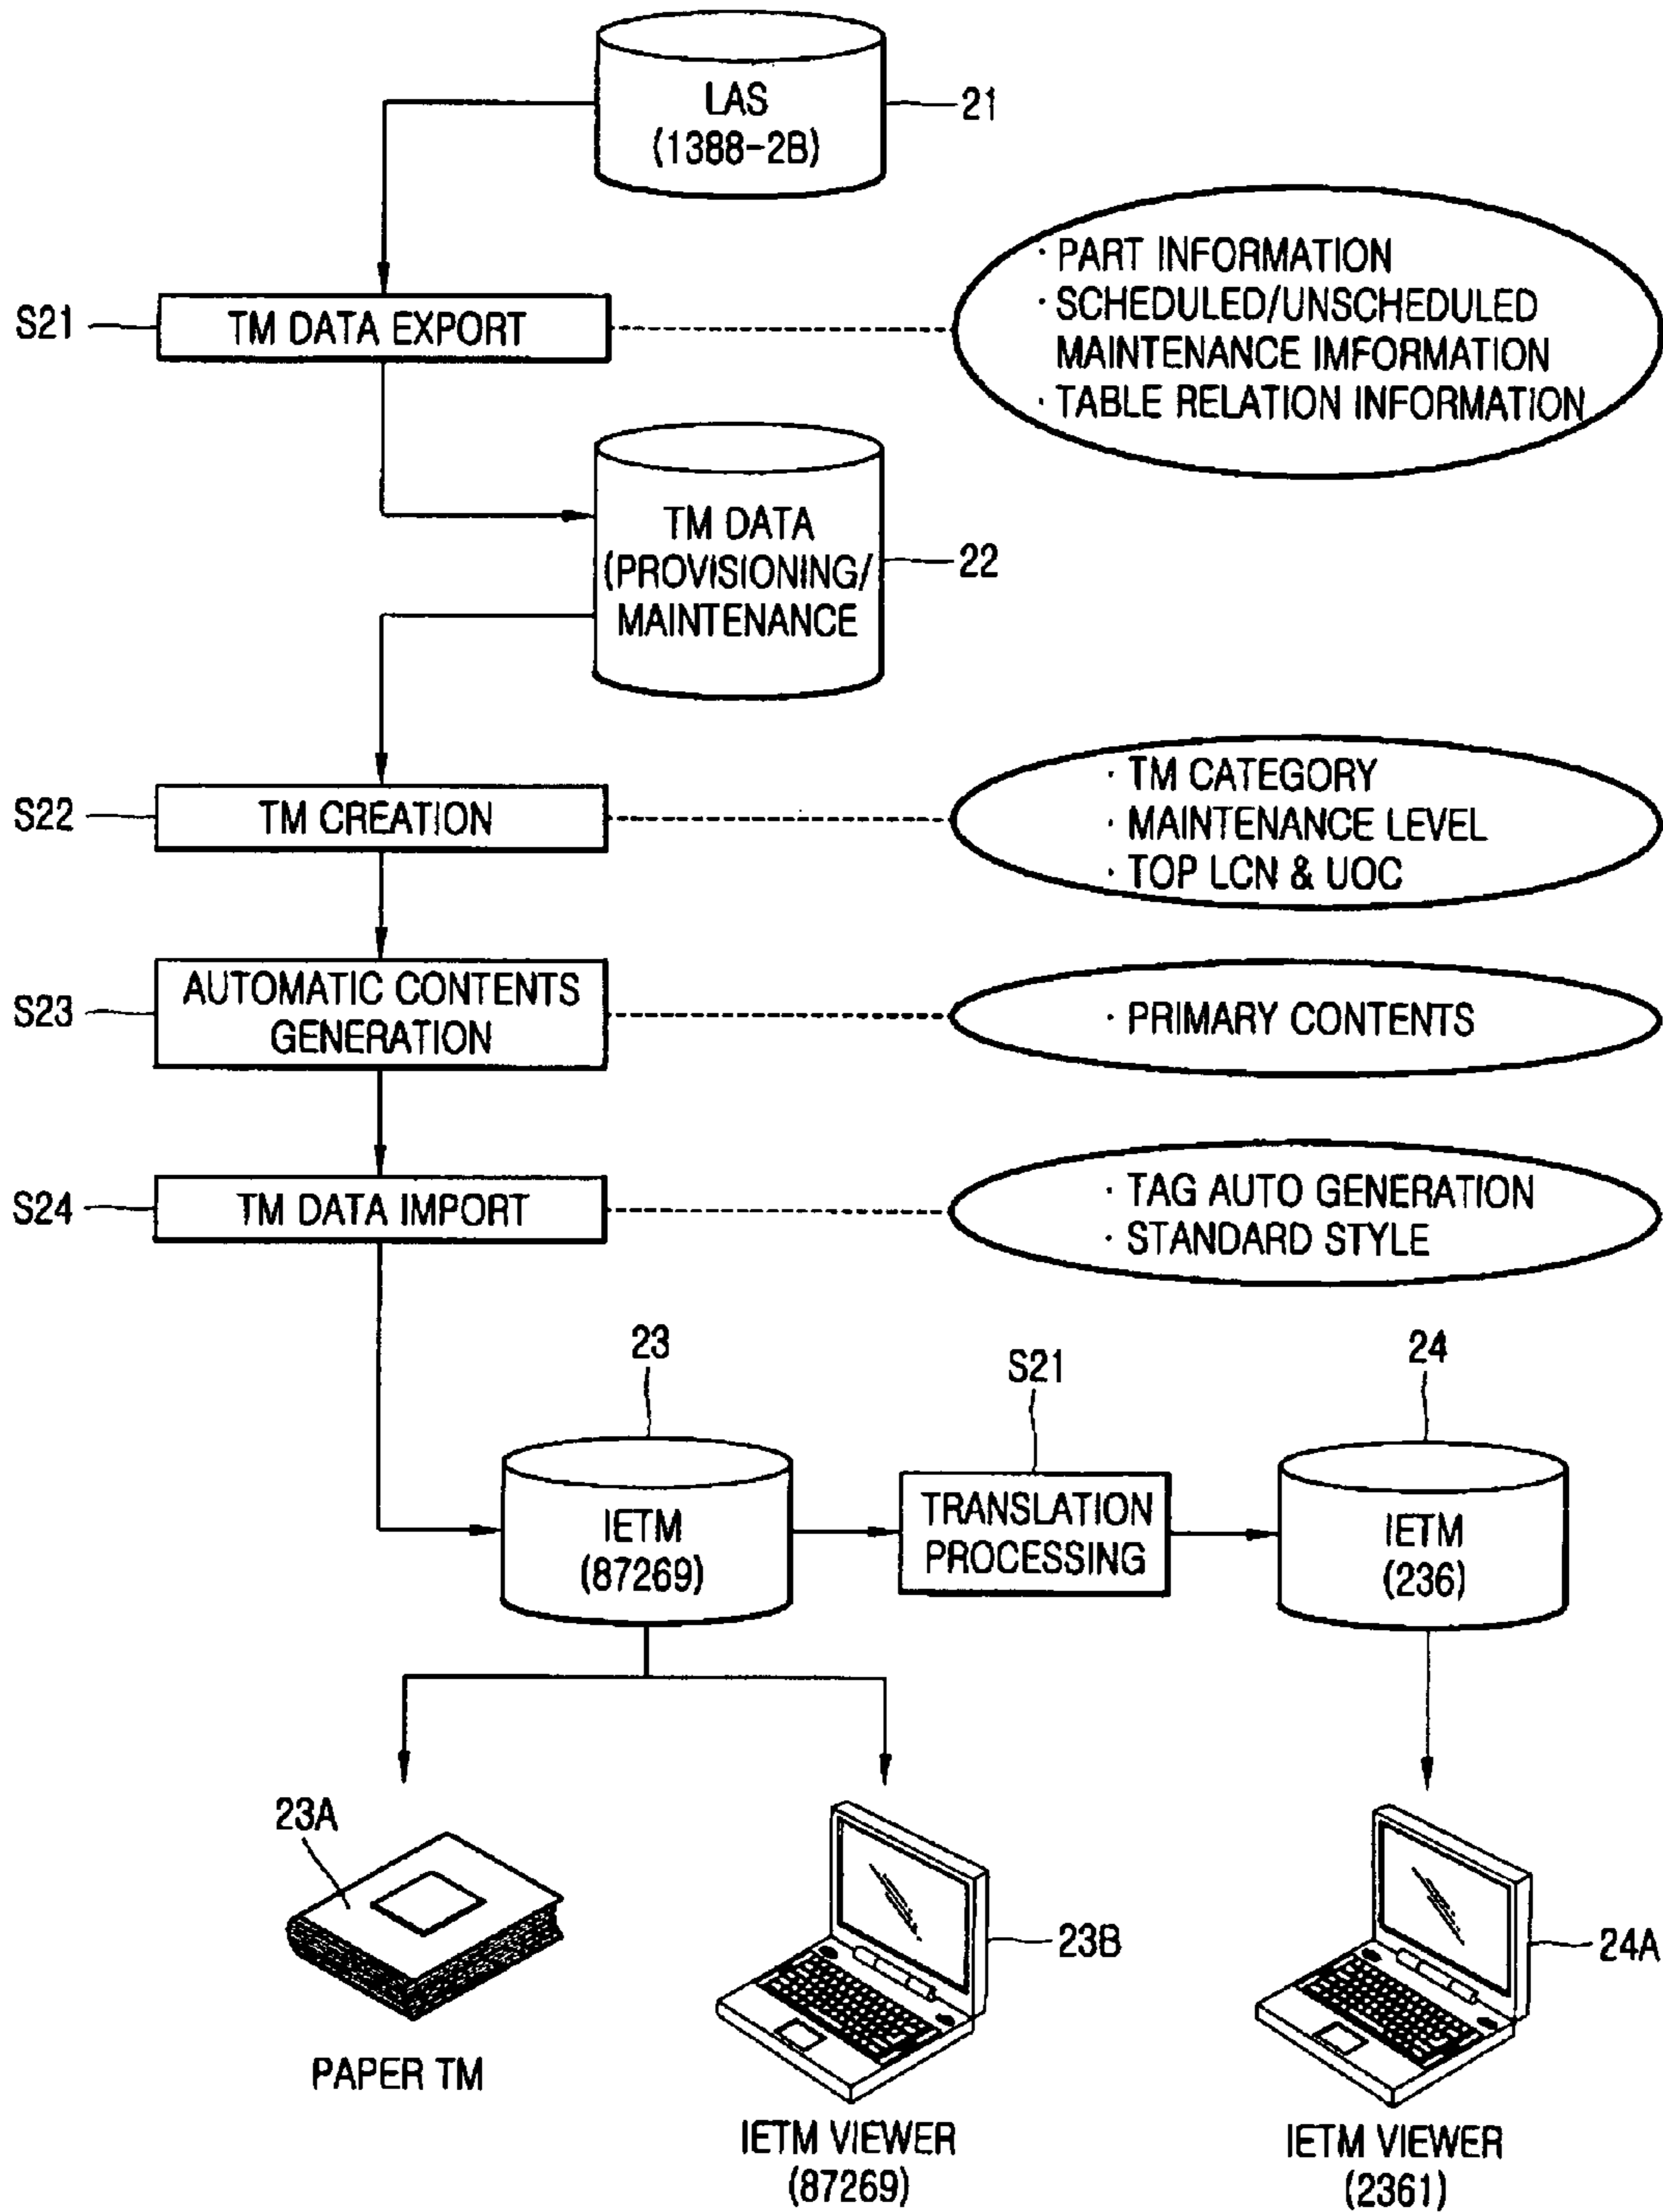 LAS
(1388-2B)
21
· PART INFORMATION
· SCHEDULED/UNSCHEDULED
MAINTENANCE IMFORMATION
· TABLE RELATION INFORMATION
S21
TM DATA EXPORT
TM DATA
(PROVISIONING/
MAINTENANCE
22
S22
TM CREATION
· TM CATEGORY
· MAINTENANCE LEVEL
· TOP LCN & UOC
S23
AUTOMATIC CONTENTS
GENERATION
· PRIMARY CONTENTS
S24
TM DATA IMPORT
· TAG AUTO GENERATION
· STANDARD STYLE
23
S21
24
IETM
(87269)
TRANSLATION
PROCESSING
IETM
(236)
23A
23B
24A
PAPER TM
IETM VIEWER
(87269)
IETM VIEWER
(2361)